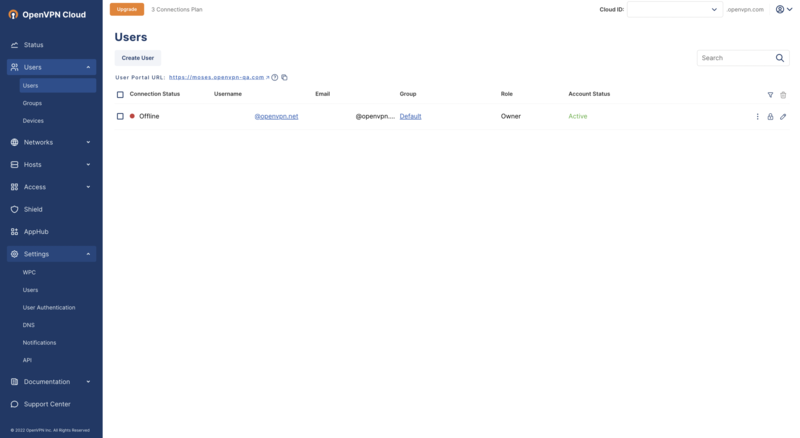 OpenVPN Cloud
Upgrade
3 Connections Plan
Cloud ID:
.openvpn.com
Status
Users
Users
Groups
Devices
Networks
Hosts
Access
Shield
AppHub
Settings
WPC
Users
User Authentication
DNS
Notifications
API
Documentation
Support Center
© 2022 OpenVPN Inc. All Rights Reserved
Users
Create User
Search
User Portal URL: https://moses.openvpn-qa.com
Connection Status Username Email Group Role Account Status
Offline @openvpn.net @openvpn.... Default Owner Active